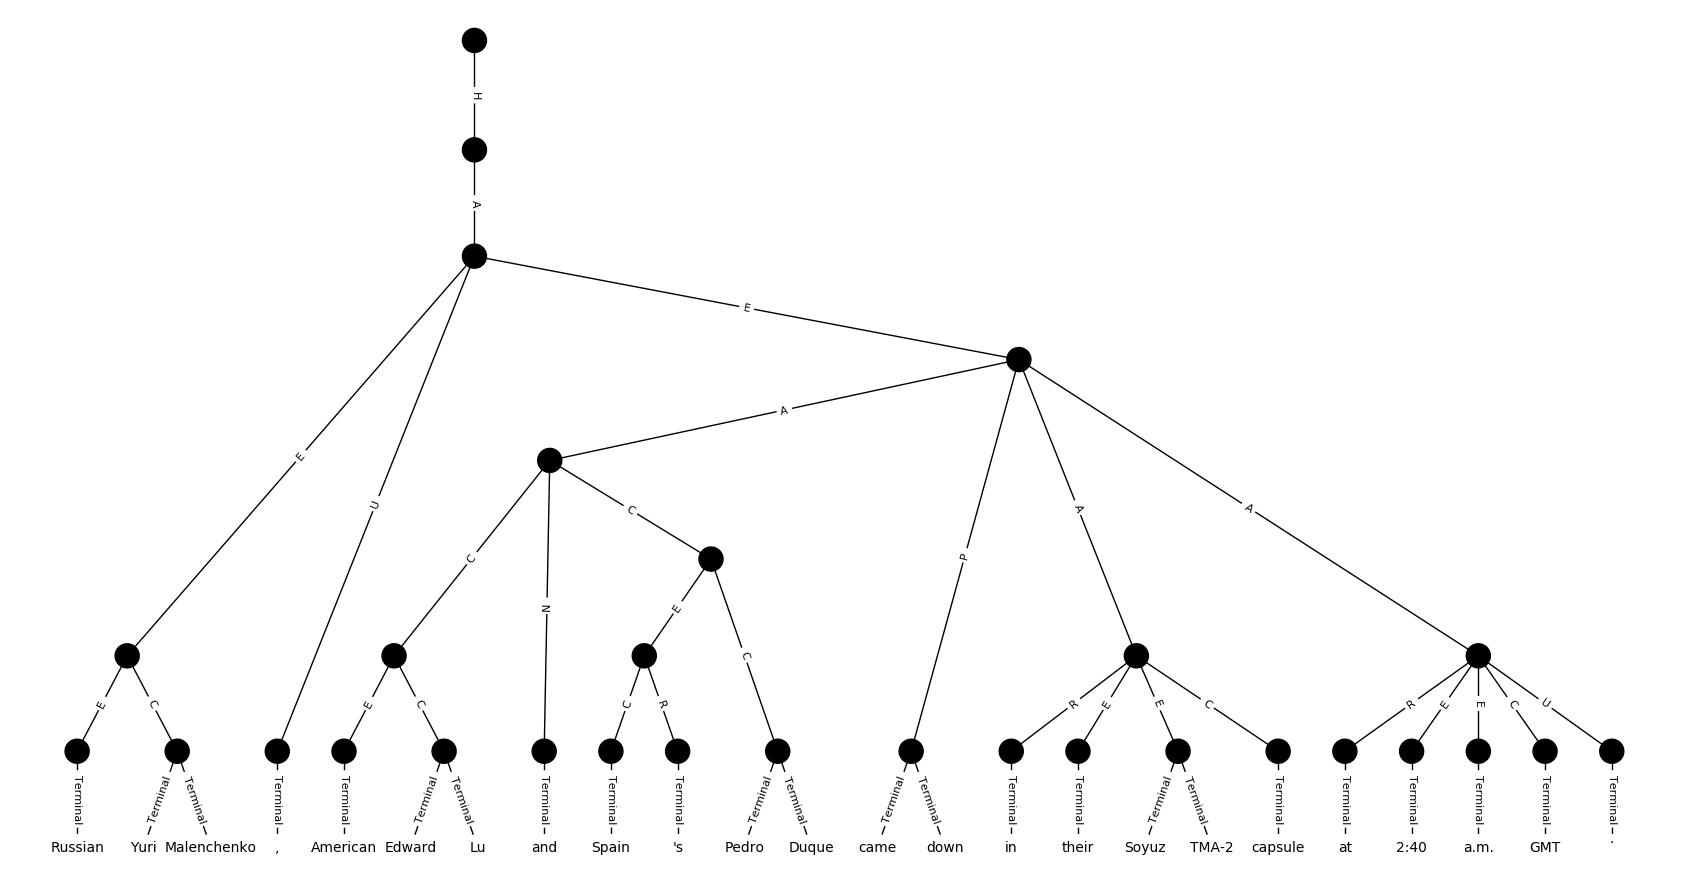 H
A
E
A
E
U
A
A
C
C
P
N
E
C
E
C
E
C
C
R
R
E
E
C
R
E
E
C
U
Terminal Terminal Terminal Terminal Terminal Terminal Terminal Terminal Terminal Terminal Terminal Terminal Terminal Terminal Terminal Terminal Terminal Terminal Terminal Terminal Terminal Terminal Terminal Terminal
Russian Yuri Malenchenko , American Edward Lu and Spain 's Pedro Duque came down in their Soyuz TMA-2 capsule at 2:40 a.m. GMT .